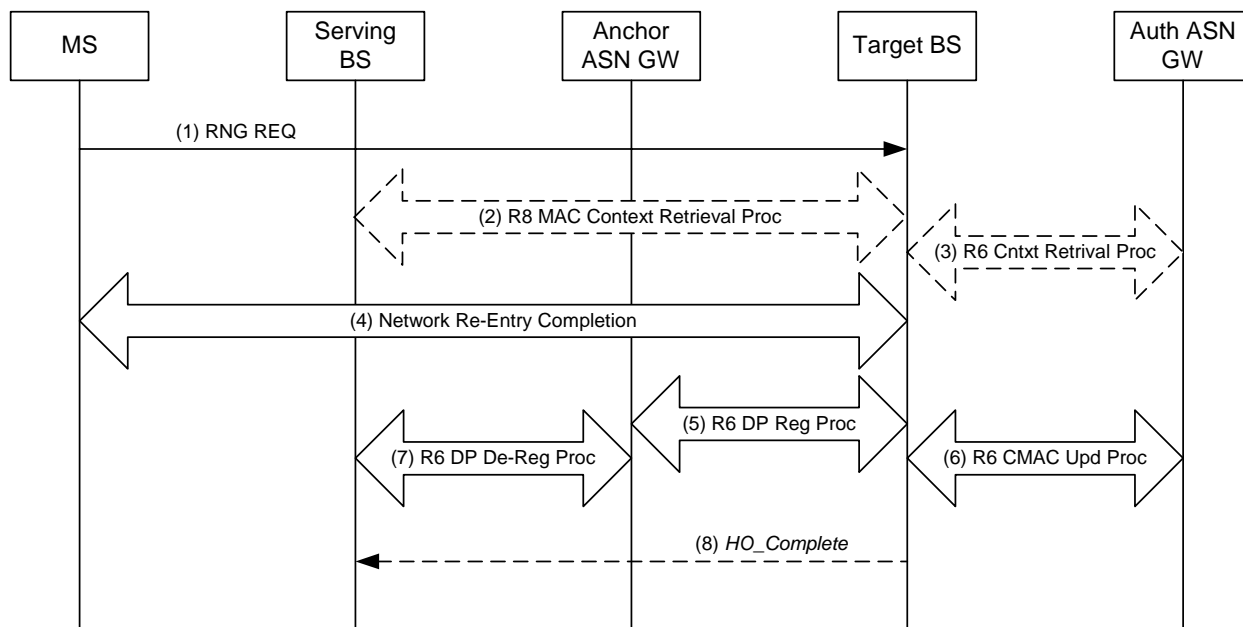 MS
Serving
BS
Anchor
ASN GW
Target BS
Auth ASN
GW
(1) RNG REQ
(2) R8 MAC Context Retrieval Proc
(3) R6 Cntxt Retrival Proc
(4) Network Re-Entry Completion
(5) R6 DP Reg Proc
(7) R6 DP De-Reg Proc
(6) R6 CMAC Upd Proc
(8) HO_Complete